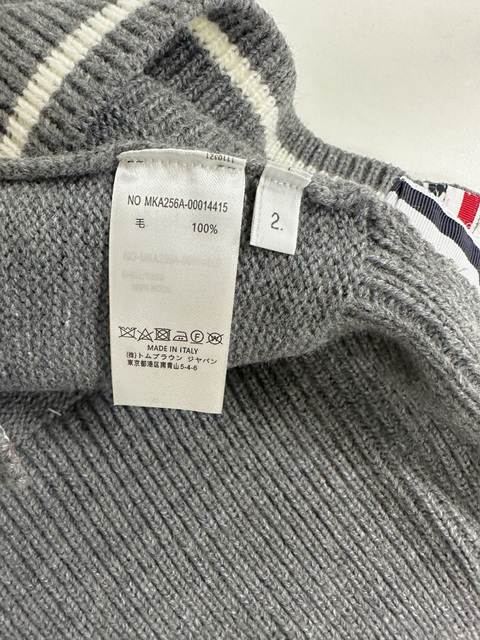 NO MKA256A-00014415
毛 100%
2.
MADE IN ITALY
(株)トムブラウン ジャパン
東京都港区南青山5-4-6